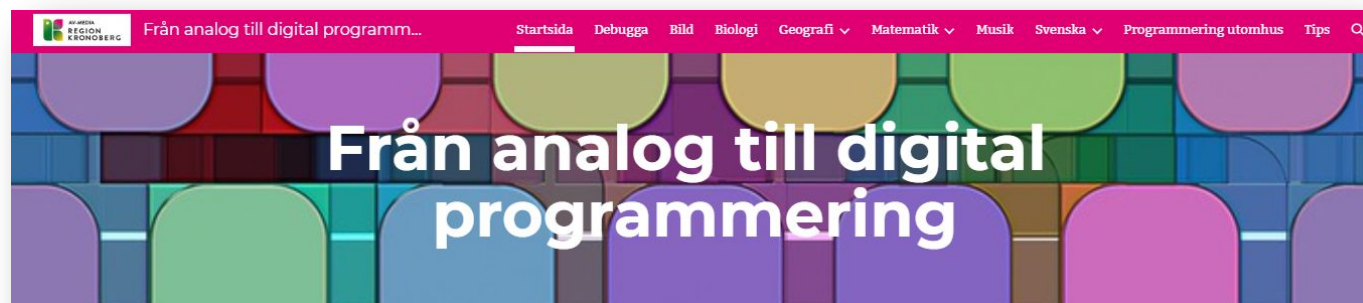 AV-MEDIA
REGION
KRONOBERG
Från analog till digital programm...
Startsida Debugga Bild Biologi Geografi Matematik Musik Svenska Programmering utomhus Tips
Från analog till digital
programmering